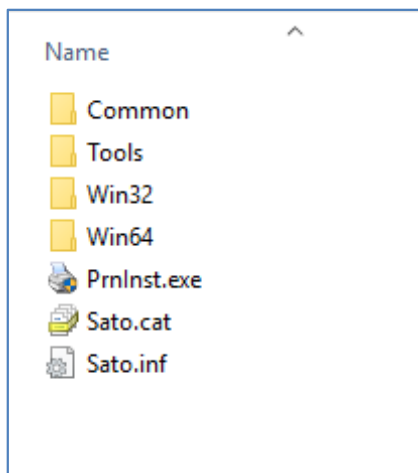 Name
Common
Tools
Win32
Win64
PrnInst.exe
Sato.cat
Sato.inf